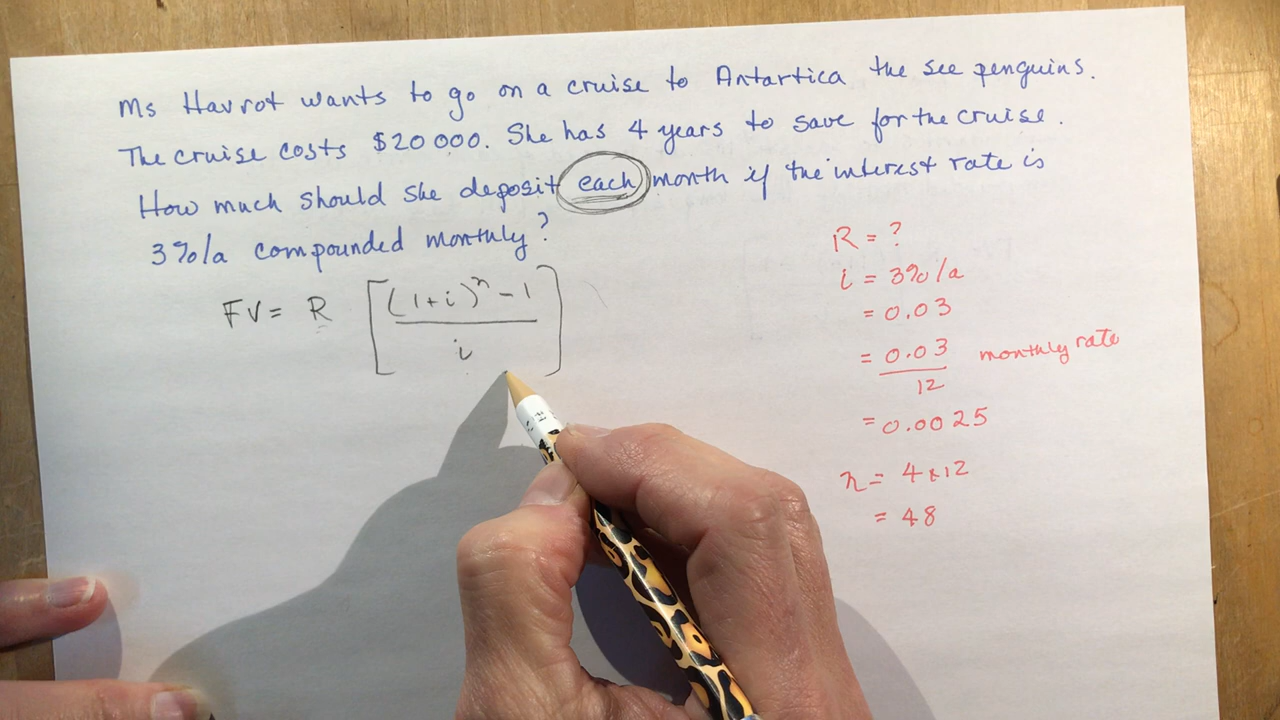 Ms Havrot wants to go on a cruise to Antartica the see penguins.
The cruise costs $20 000. She has 4 years to save for the cruise.
How much should she deposit each month if the interest rate is
3%/a compounded monthly?
FV = R [ (1+i)^n - 1 / i ]
R = ?
i = 3%/a
= 0.03
= 0.03 / 12 monthly rate
= 0.0025
n = 4 x 12
= 48